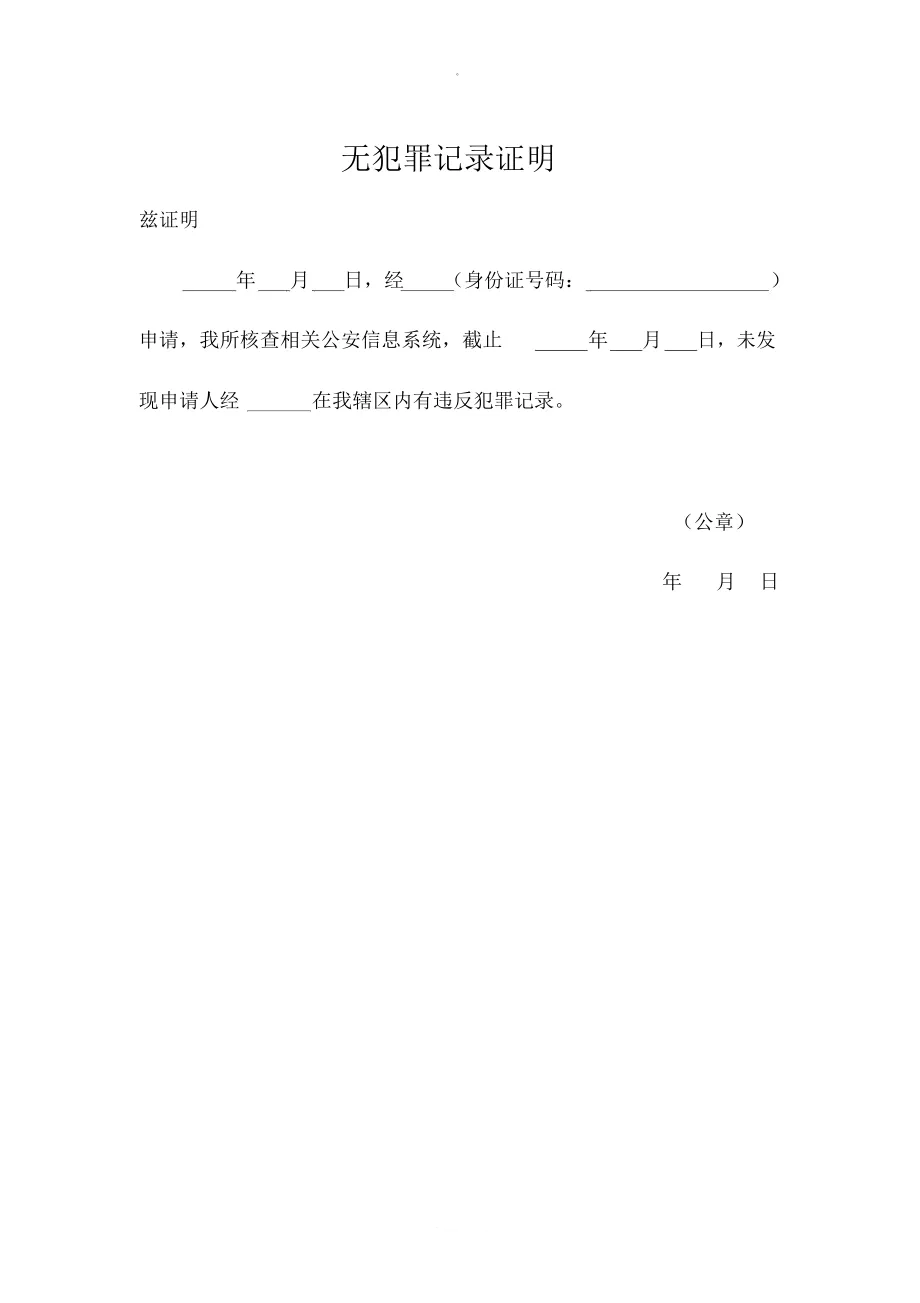 。
无犯罪记录证明
兹证明
_____年___月___日，经_____（身份证号码：_________________）
申请，我所核查相关公安信息系统，截止 _____年___月___日，未发
现申请人经 ______在我辖区内有违反犯罪记录。
（公章）
年 月 日